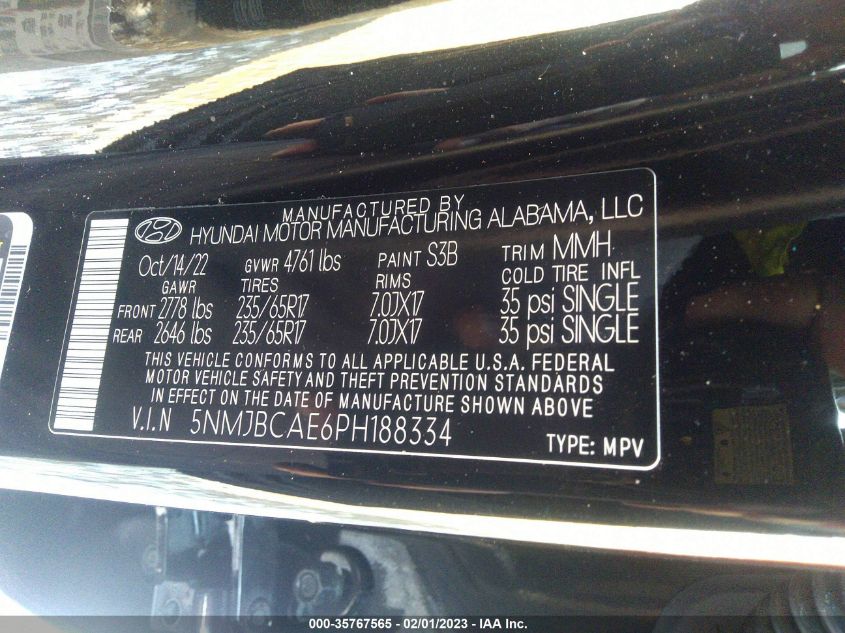 MANUFACTURED BY
HYUNDAI MOTOR MANUFACTURING ALABAMA, LLC
Oct/14/22 GVWR 4761 lbs PAINT S3B TRIM MMH
GAWR TIRES RIMS COLD TIRE INFL
FRONT 2778 lbs 235/65R17 7.0JX17 35 psi SINGLE
REAR 2646 lbs 235/65R17 7.0JX17 35 psi SINGLE
THIS VEHICLE CONFORMS TO ALL APPLICABLE U.S.A. FEDERAL
MOTOR VEHICLE SAFETY AND THEFT PREVENTION STANDARDS
IN EFFECT ON THE DATE OF MANUFACTURE SHOWN ABOVE
V.I.N 5NMJBCAE6PH188334
TYPE: MPV
000-35767565 - 02/01/2023 - IAA Inc.